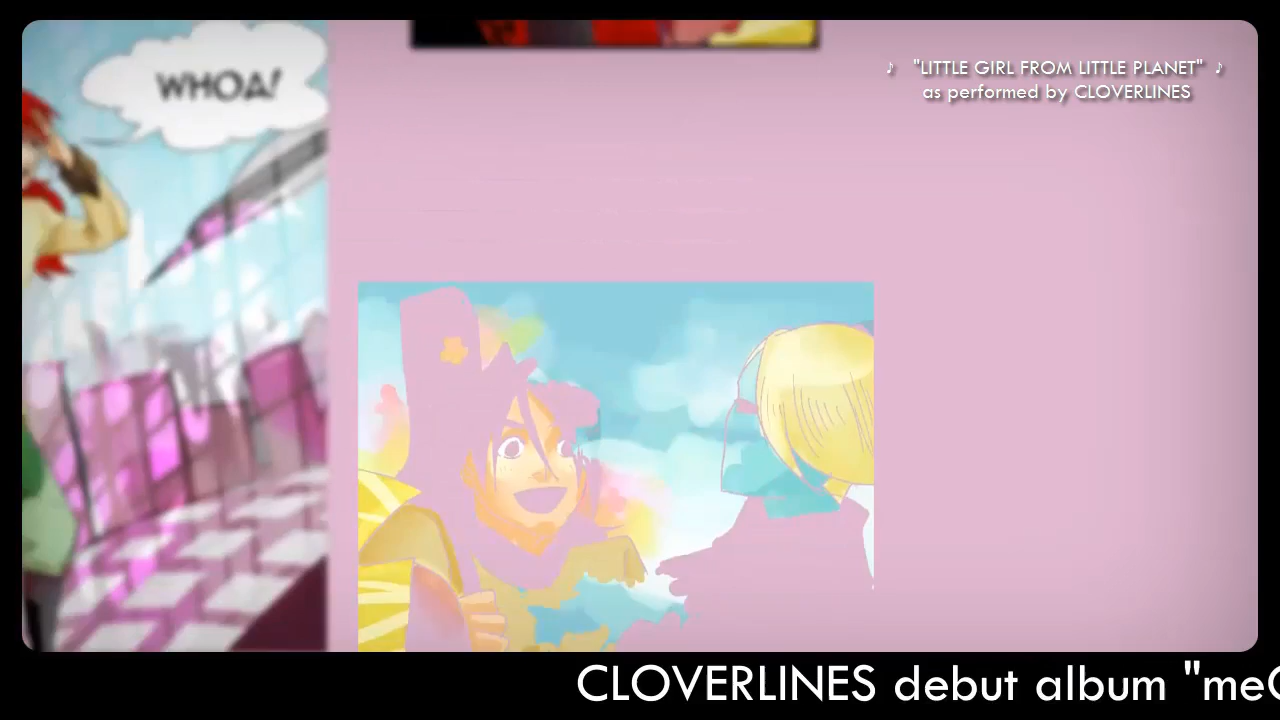 WHOA!
♪ "LITTLE GIRL FROM LITTLE PLANET" ♪
as performed by CLOVERLINES
CLOVERLINES debut album "me